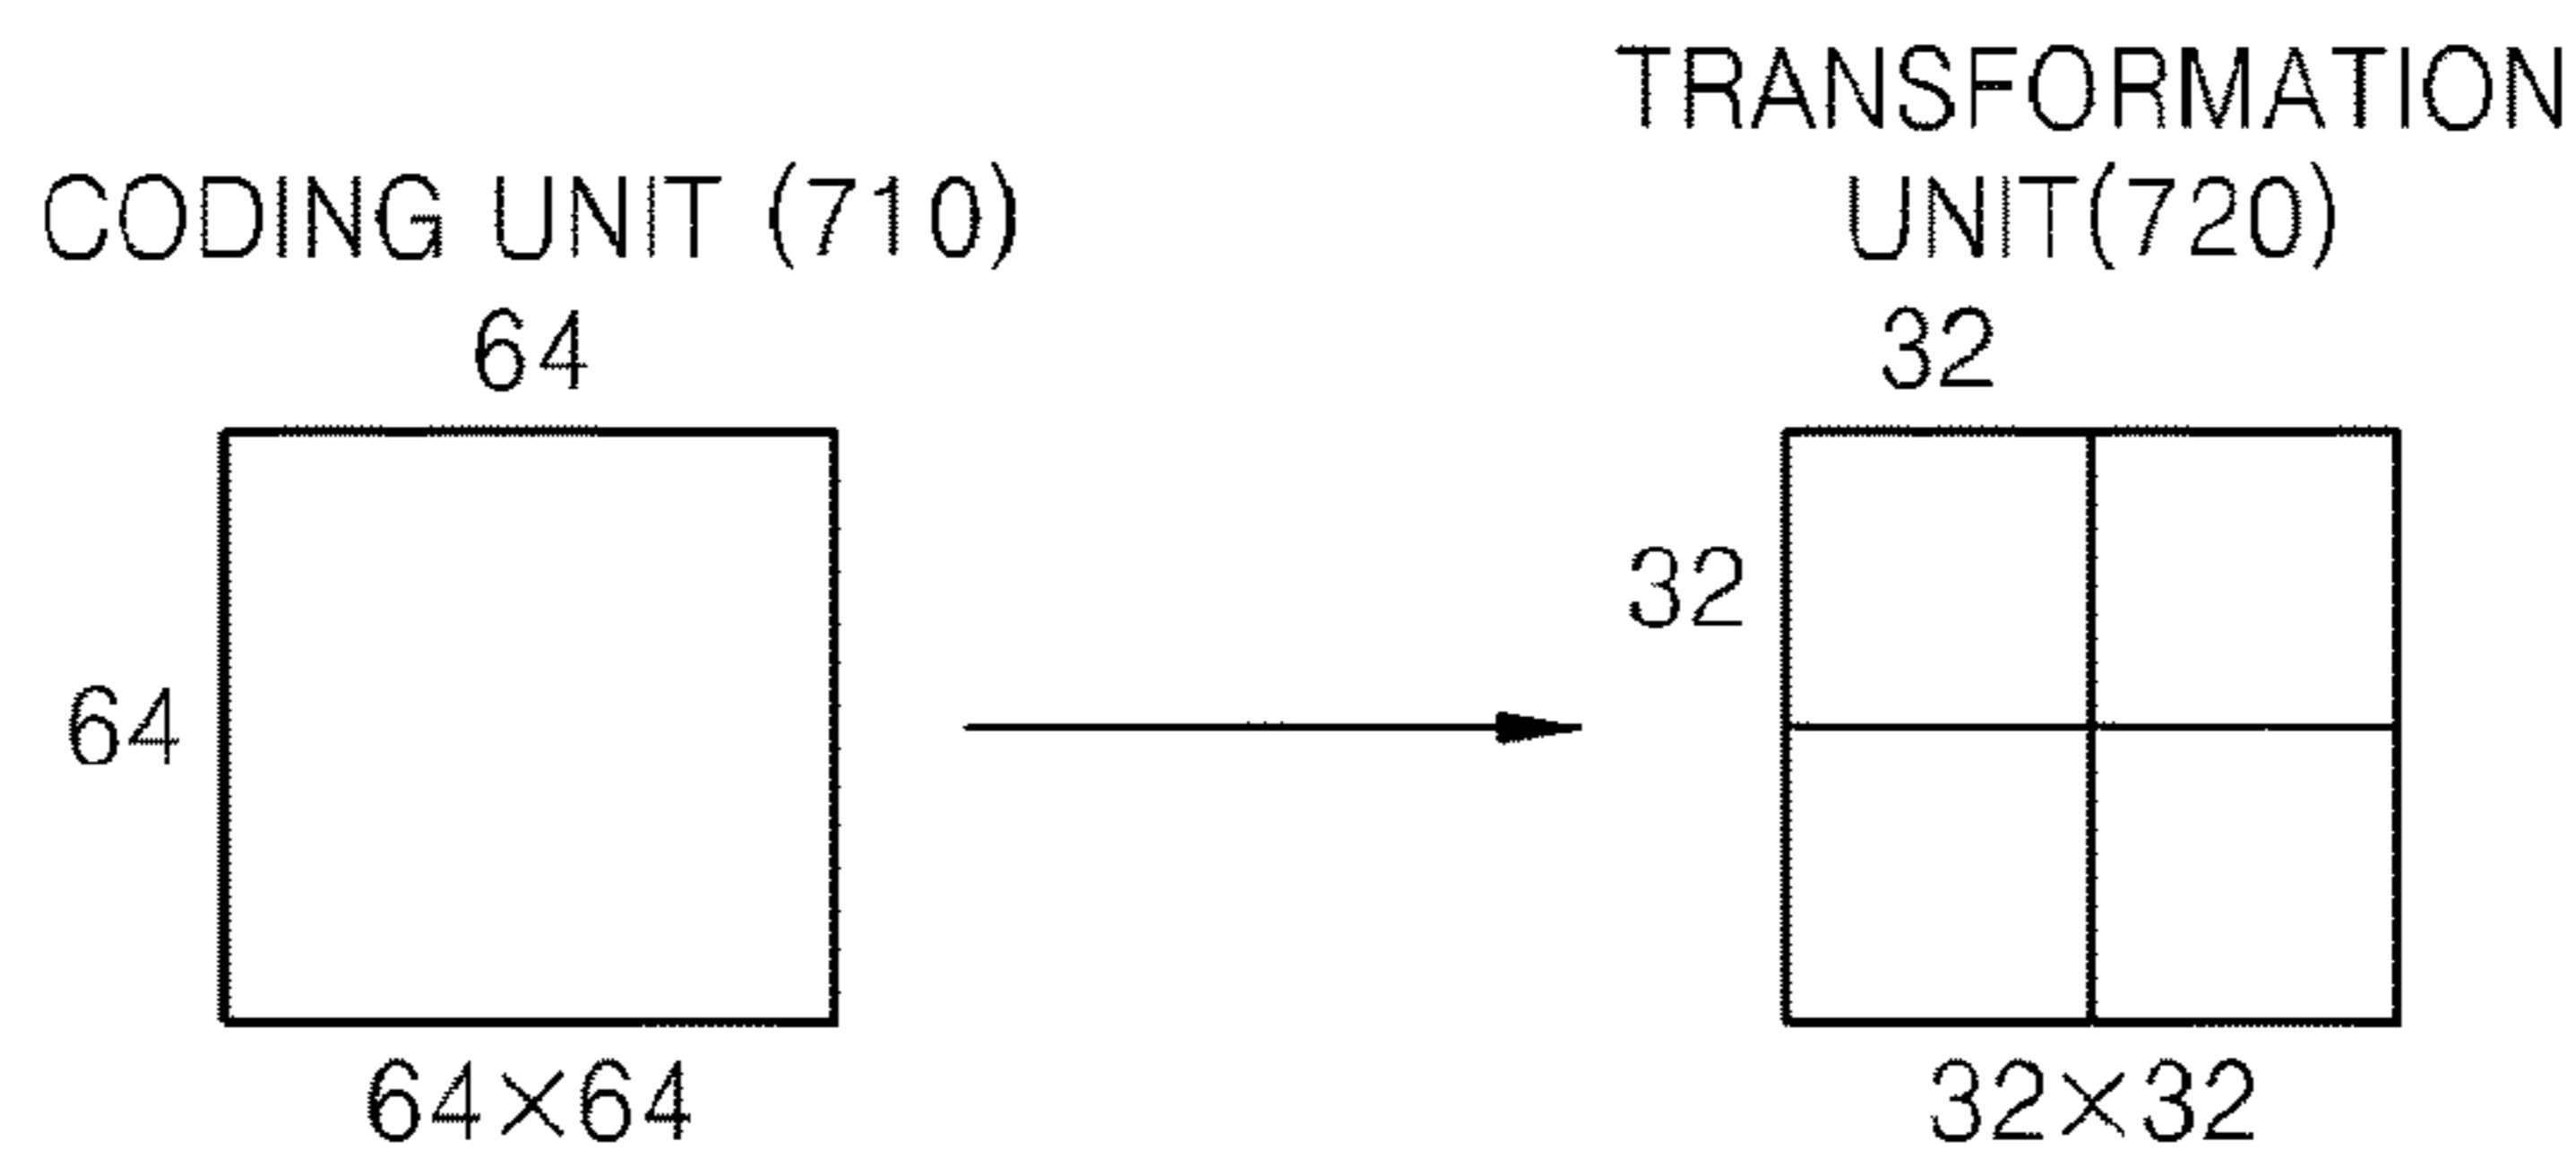 CODING UNIT (710)
64
64
64×64
TRANSFORMATION
UNIT(720)
32
32
32×32